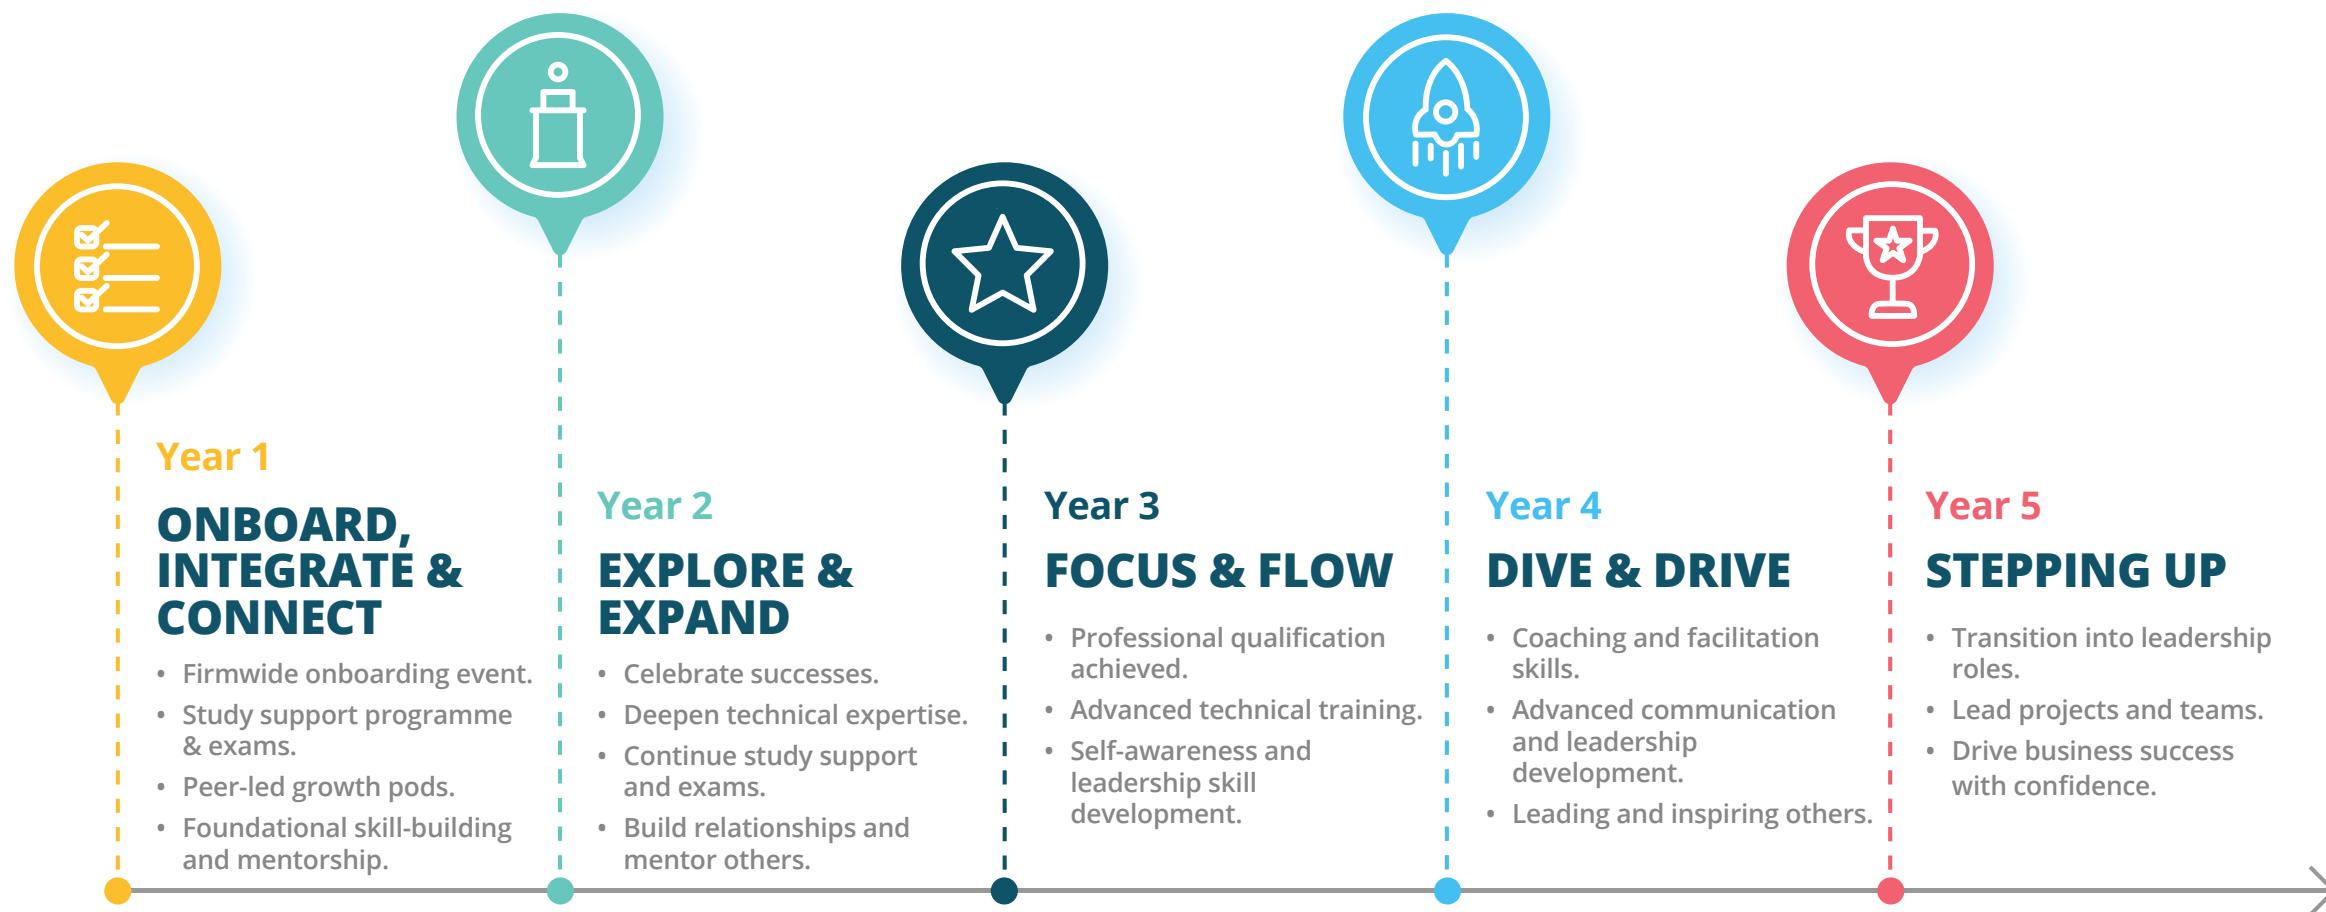 Year 1
ONBOARD,
INTEGRATE &
CONNECT
• Firmwide onboarding event.
• Study support programme
& exams.
• Peer-led growth pods.
• Foundational skill-building
and mentorship.
Year 2
EXPLORE &
EXPAND
• Celebrate successes.
• Deepen technical expertise.
• Continue study support
and exams.
• Build relationships and
mentor others.
Year 3
FOCUS & FLOW
• Professional qualification
achieved.
• Advanced technical training.
• Self-awareness and
leadership skill
development.
Year 4
DIVE & DRIVE
• Coaching and facilitation
skills.
• Advanced communication
and leadership
development.
• Leading and inspiring others.
Year 5
STEPPING UP
• Transition into leadership
roles.
• Lead projects and teams.
• Drive business success
with confidence.